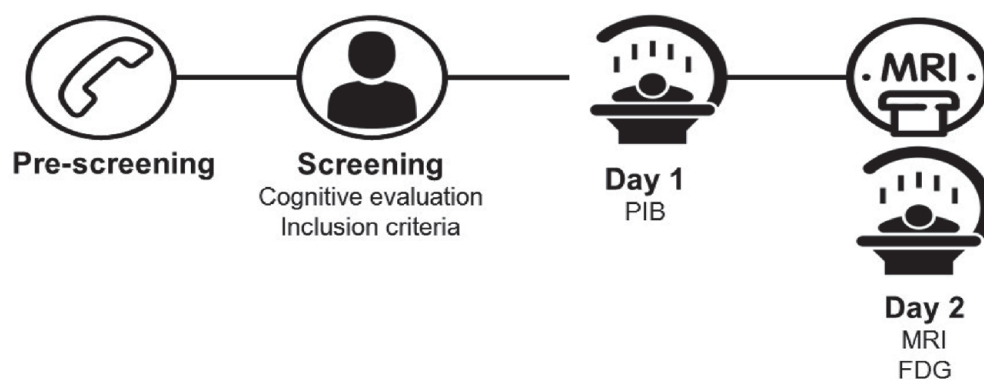 Pre-screening
Screening
Cognitive evaluation
Inclusion criteria
Day 1
PIB
MRI
Day 2
MRI
FDG